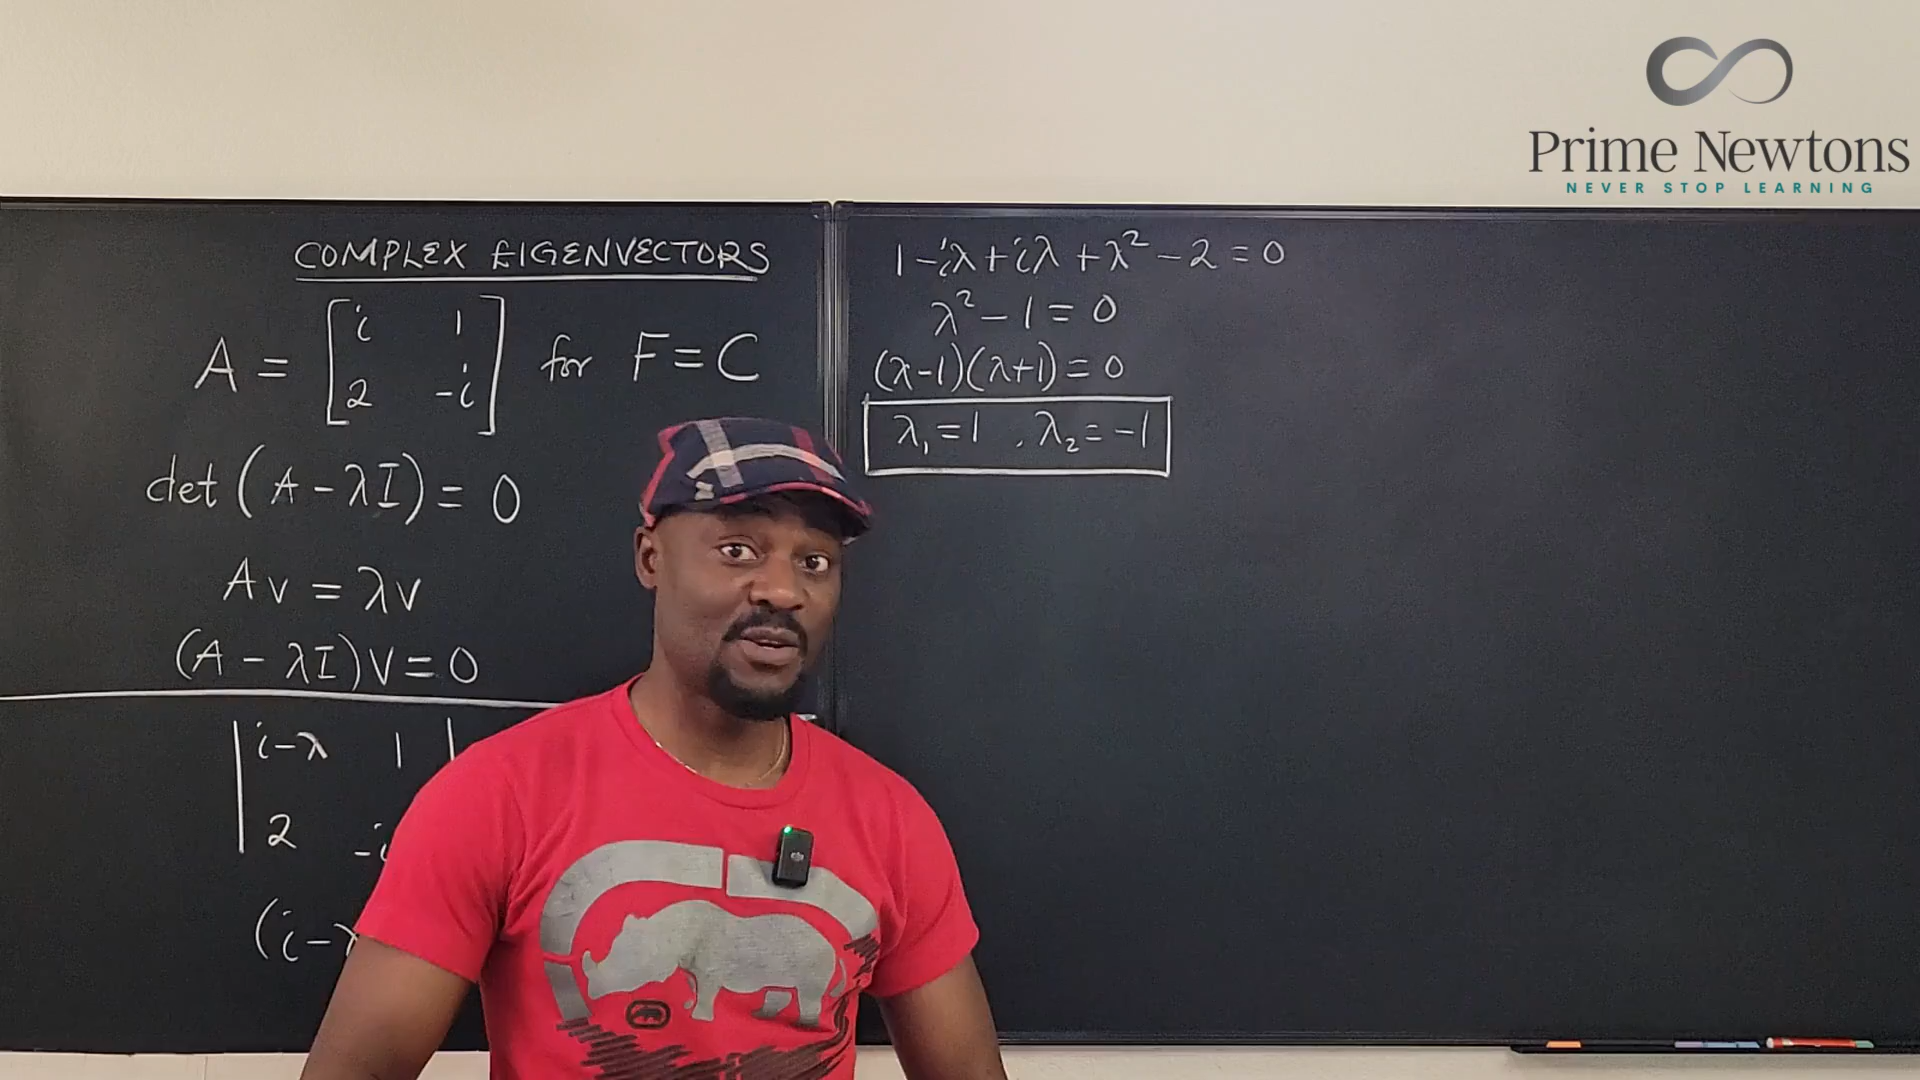 Prime Newtons
NEVER STOP LEARNING
COMPLEX EIGENVECTORS
A = [i 1
2 -i] for F = C
det (A - λI) = 0
Av = λv
(A - λI)v = 0
|i-λ 1|
2 -i
(i-λ
1 - iλ + iλ + λ² - 2 = 0
λ² - 1 = 0
(λ-1)(λ+1) = 0
λ₁ = 1 , λ₂ = -1